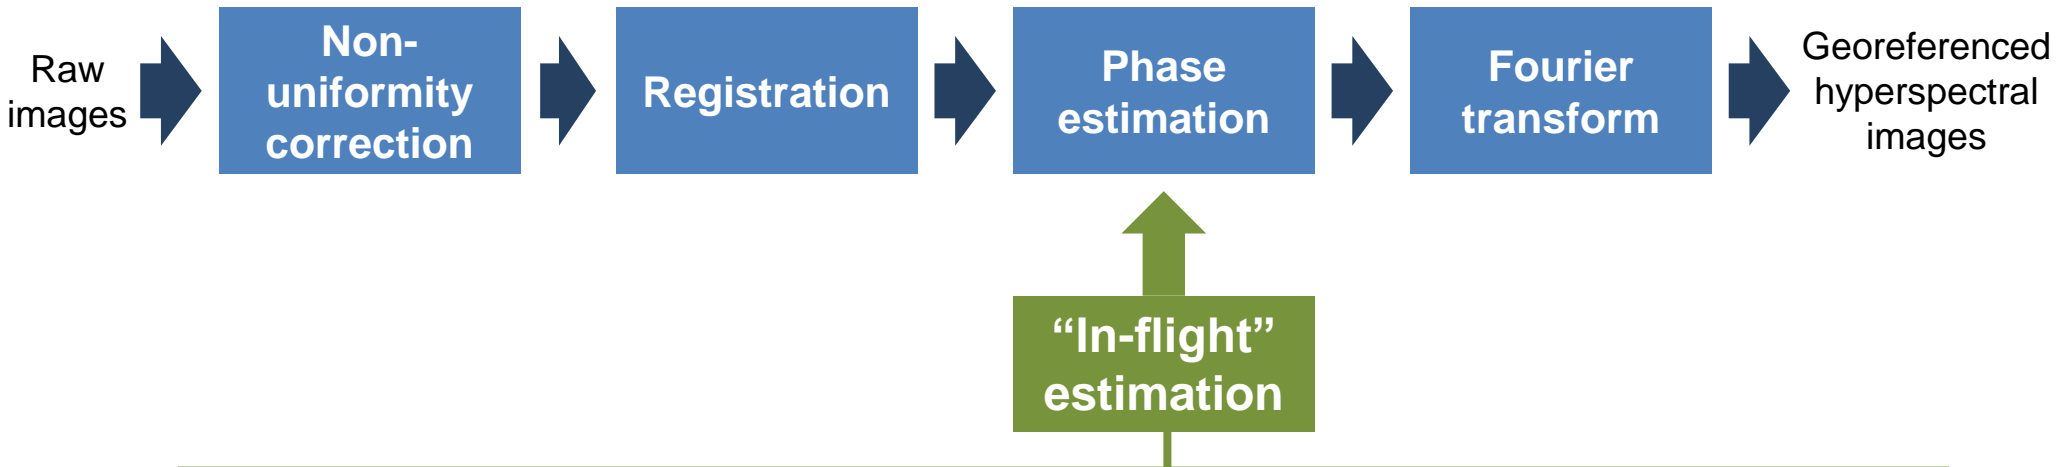 Raw
images
Non-
uniformity
correction
Registration
Phase
estimation
Fourier
transform
Georeferenced
hyperspectral
images
“In-flight”
estimation